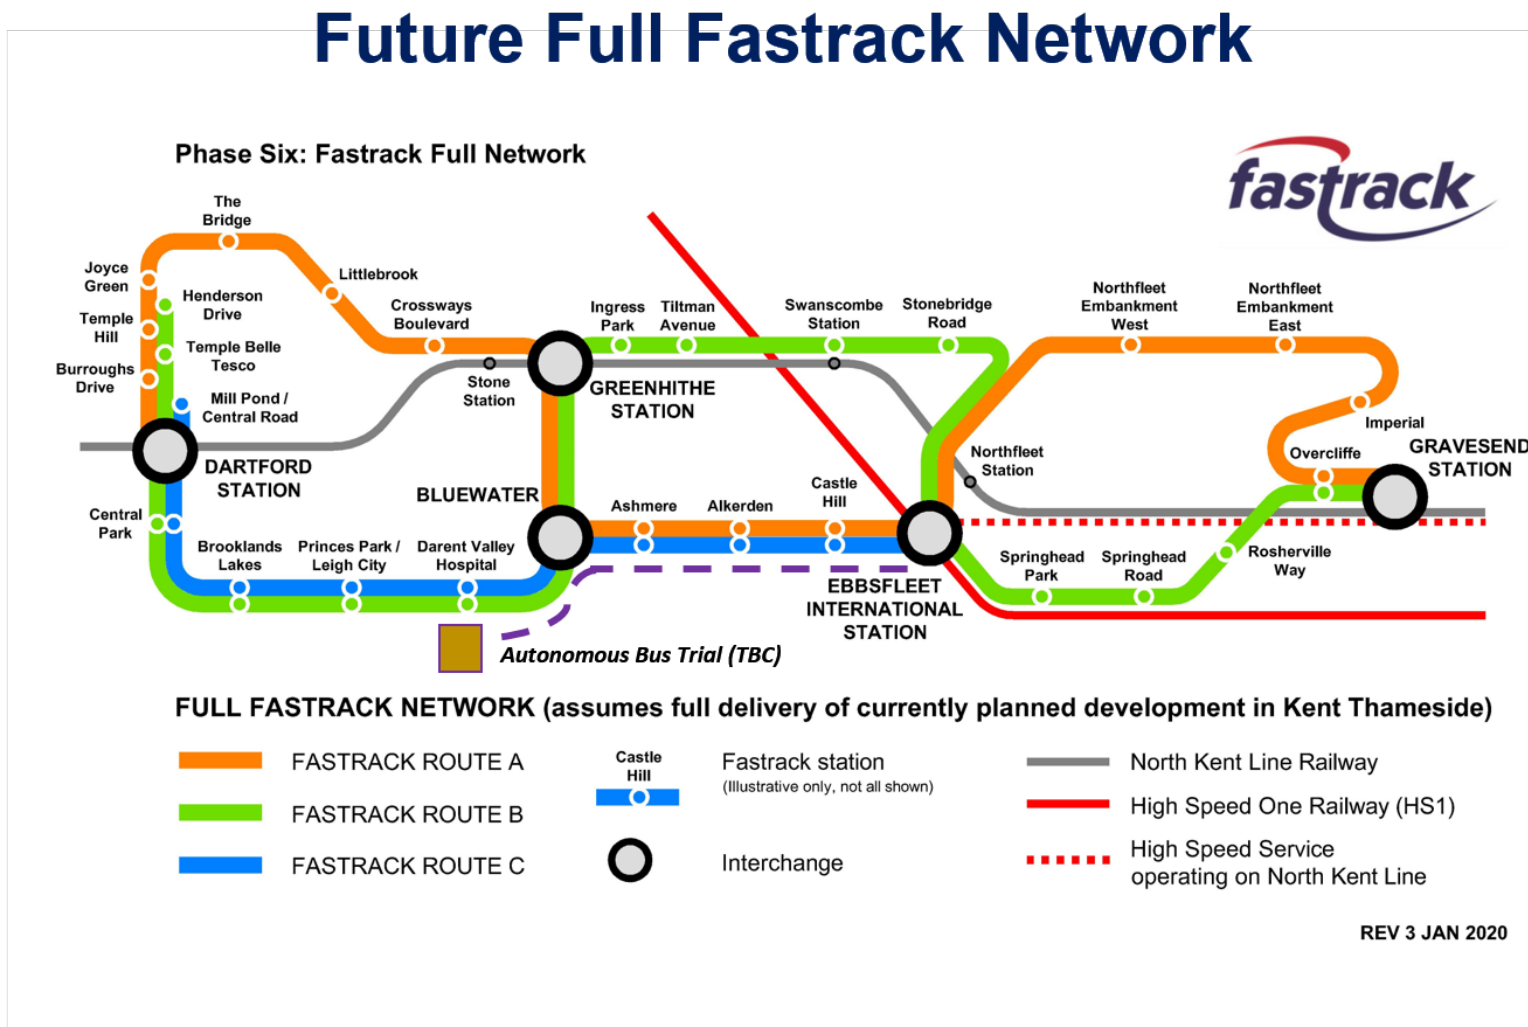 Future Full Fastrack Network
Phase Six: Fastrack Full Network
fastrack
The
Bridge
Joyce
Green
Littlebrook
Henderson
Drive
Temple
Hill
Crossways
Boulevard
Temple Belle
Tesco
Burroughs
Drive
Mill Pond /
Central Road
Stone
Station
Ingress
Park
Tiltman
Avenue
Swanscombe
Station
Stonebridge
Road
Northfleet
Embankment
West
Northfleet
Embankment
East
GREENHITHE
STATION
Imperial
DARTFORD
STATION
Northfleet
Station
Overcliffe
GRAVESEND
STATION
BLUEWATER
Ashmere
Alkerden
Castle
Hill
Central
Park
Brooklands
Lakes
Princes Park /
Leigh City
Darent Valley
Hospital
EBBSFLEET
INTERNATIONAL
STATION
Springhead
Park
Springhead
Road
Rosherville
Way
Autonomous Bus Trial (TBC)
FULL FASTRACK NETWORK (assumes full delivery of currently planned development in Kent Thameside)
FASTRACK ROUTE A
FASTRACK ROUTE B
FASTRACK ROUTE C
Castle
Hill
Fastrack station
(Illustrative only, not all shown)
Interchange
North Kent Line Railway
High Speed One Railway (HS1)
High Speed Service
operating on North Kent Line
REV 3 JAN 2020